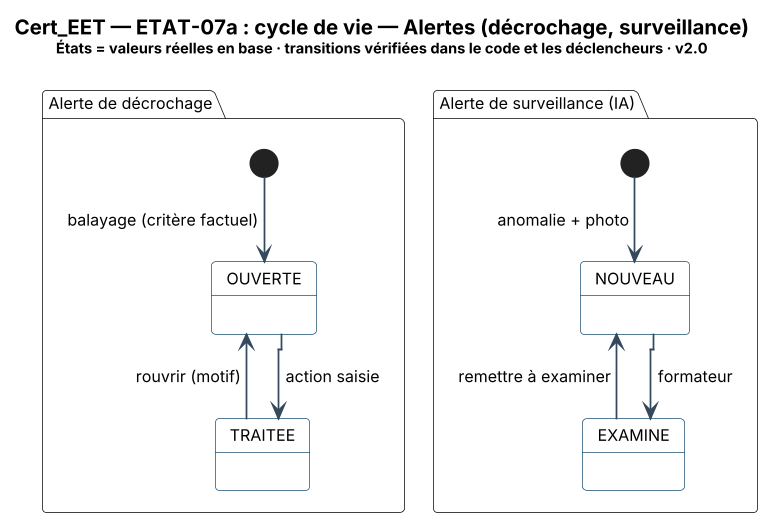 Cert_EET — ETAT-07a : cycle de vie — Alertes (décrochage, surveillance)
États = valeurs réelles en base · transitions vérifiées dans le code et les déclencheurs · v2.0
Alerte de décrochage
balayage (critère factuel)
OUVERTE
rouvrir (motif)
action saisie
TRAITEE
Alerte de surveillance (IA)
anomalie + photo
NOUVEAU
remettre à examiner
formateur
EXAMINE